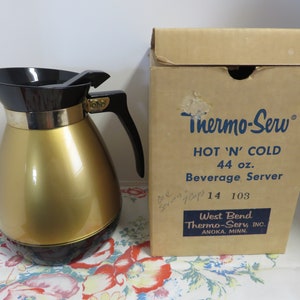 Thermo-Serv
HOT 'N' COLD
44 oz.
Beverage Server
14 103
West Bend
Thermo-Serv, INC.
ANOKA, MINN.